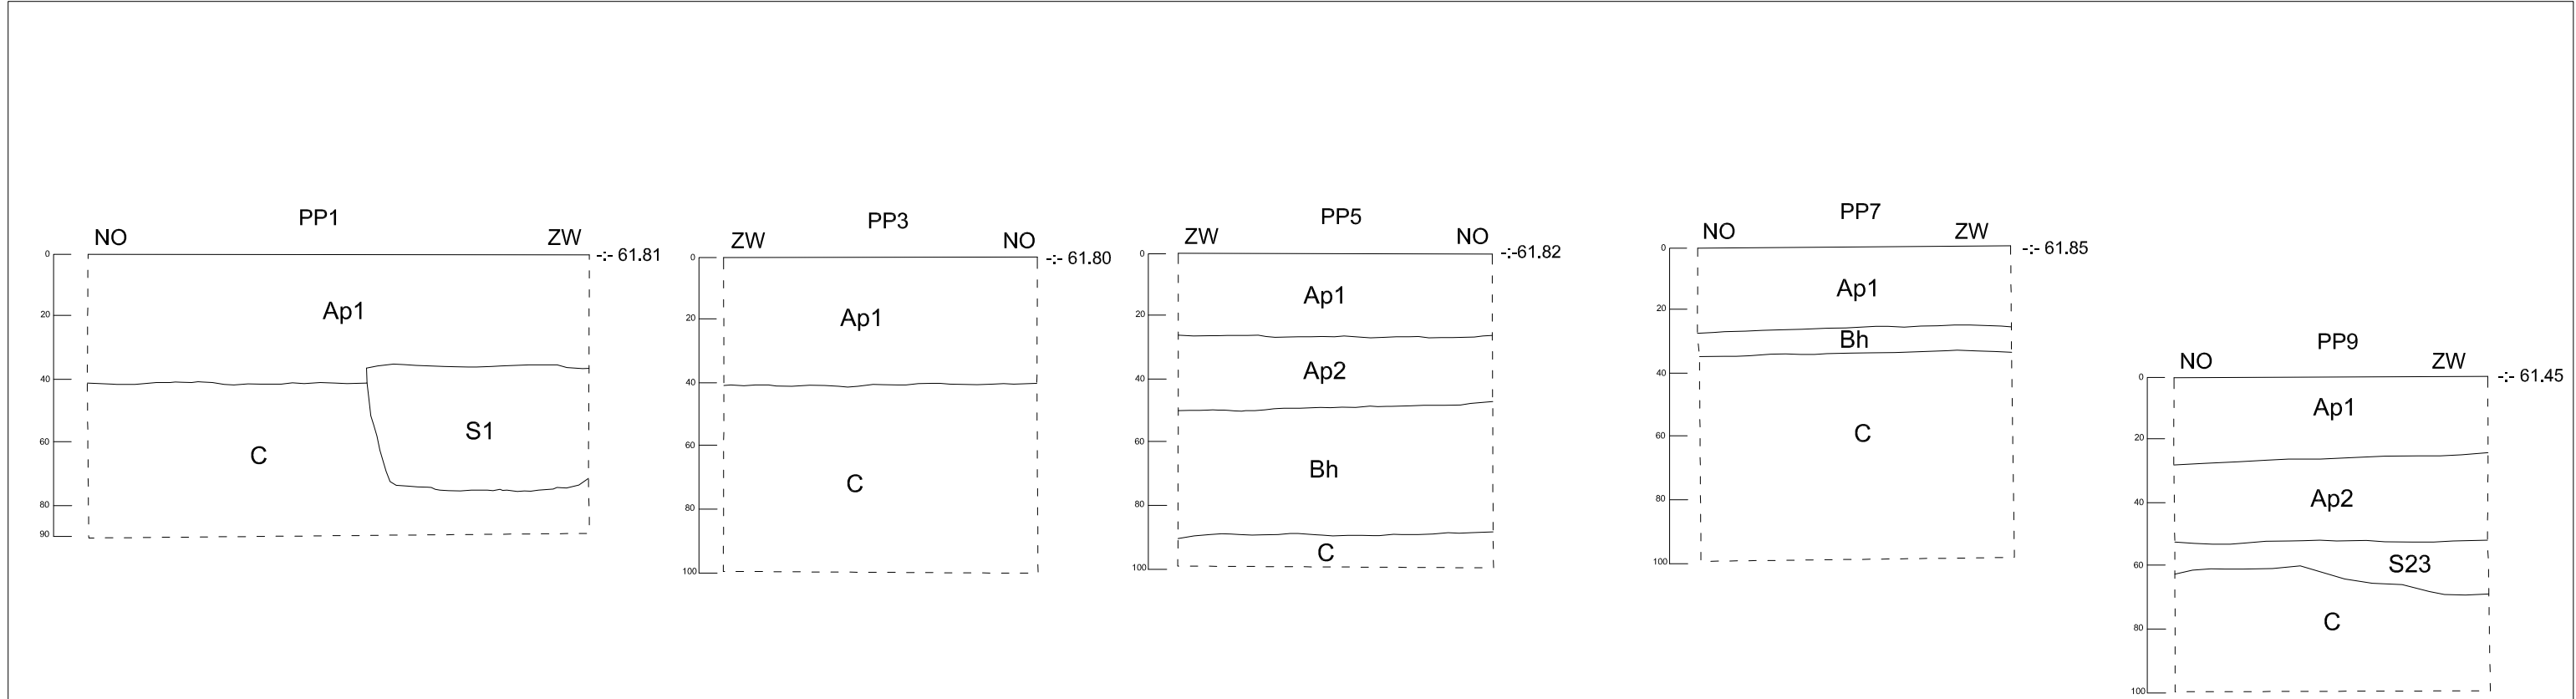 PP1
NO ZW
-:- 61.81
0
20
40
60
80
90
Ap1
S1
C
PP3
ZW NO
-:- 61.80
0
20
40
60
80
100
Ap1
C
PP5
ZW NO
-:-61.82
0
20
40
60
80
100
Ap1
Ap2
Bh
C
PP7
NO ZW
-:- 61.85
0
20
40
60
80
100
Ap1
Bh
C
PP9
NO ZW
-:- 61.45
0
20
40
60
80
100
Ap1
Ap2
S23
C